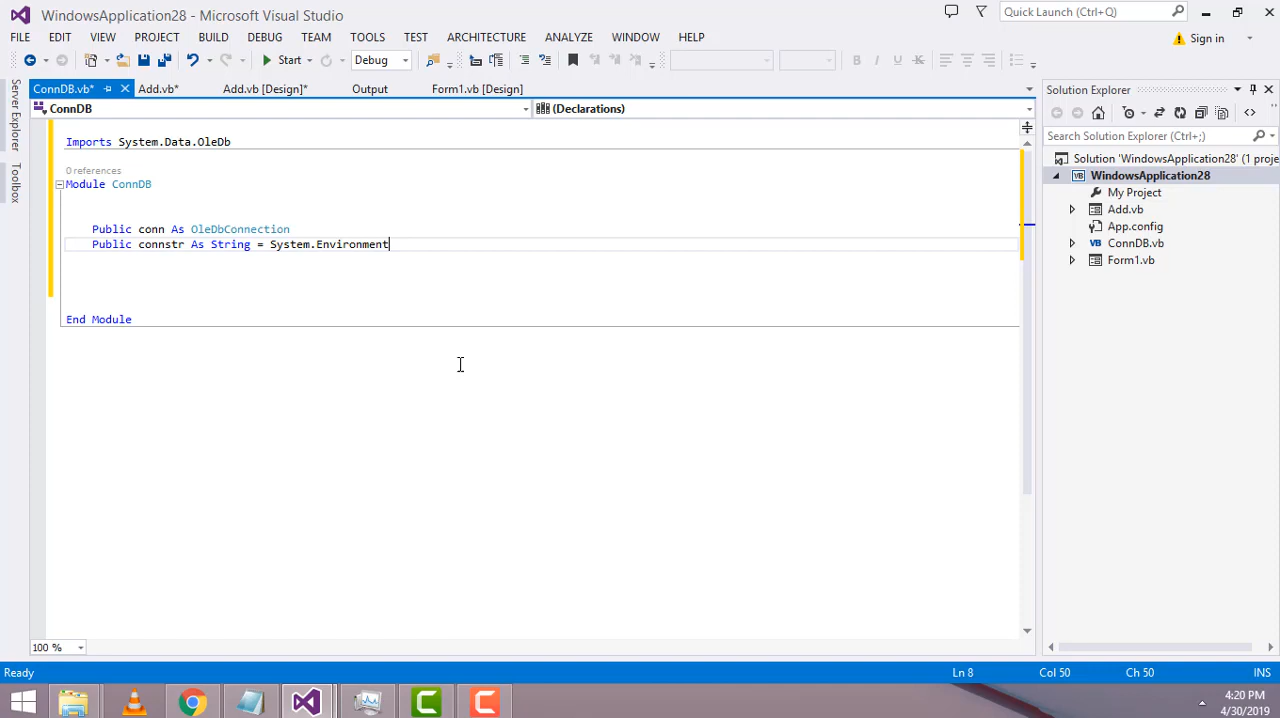 WindowsApplication28 - Microsoft Visual Studio
Quick Launch (Ctrl+Q)
FILE EDIT VIEW PROJECT BUILD DEBUG TEAM TOOLS TEST ARCHITECTURE ANALYZE WINDOW HELP
Sign in
Start Debug
Server Explorer
Toolbox
ConnDB.vb* Add.vb* Add.vb [Design]* Output Form1.vb [Design]
ConnDB (Declarations)
Imports System.Data.OleDb
0 references
Module ConnDB
Public conn As OleDbConnection
Public connstr As String = System.Environment
End Module
100 %
Solution Explorer
Search Solution Explorer (Ctrl+;)
Solution 'WindowsApplication28' (1 proje
WindowsApplication28
My Project
Add.vb
App.config
ConnDB.vb
Form1.vb
Ready Ln 8 Col 50 Ch 50 INS
4:20 PM
4/30/2019